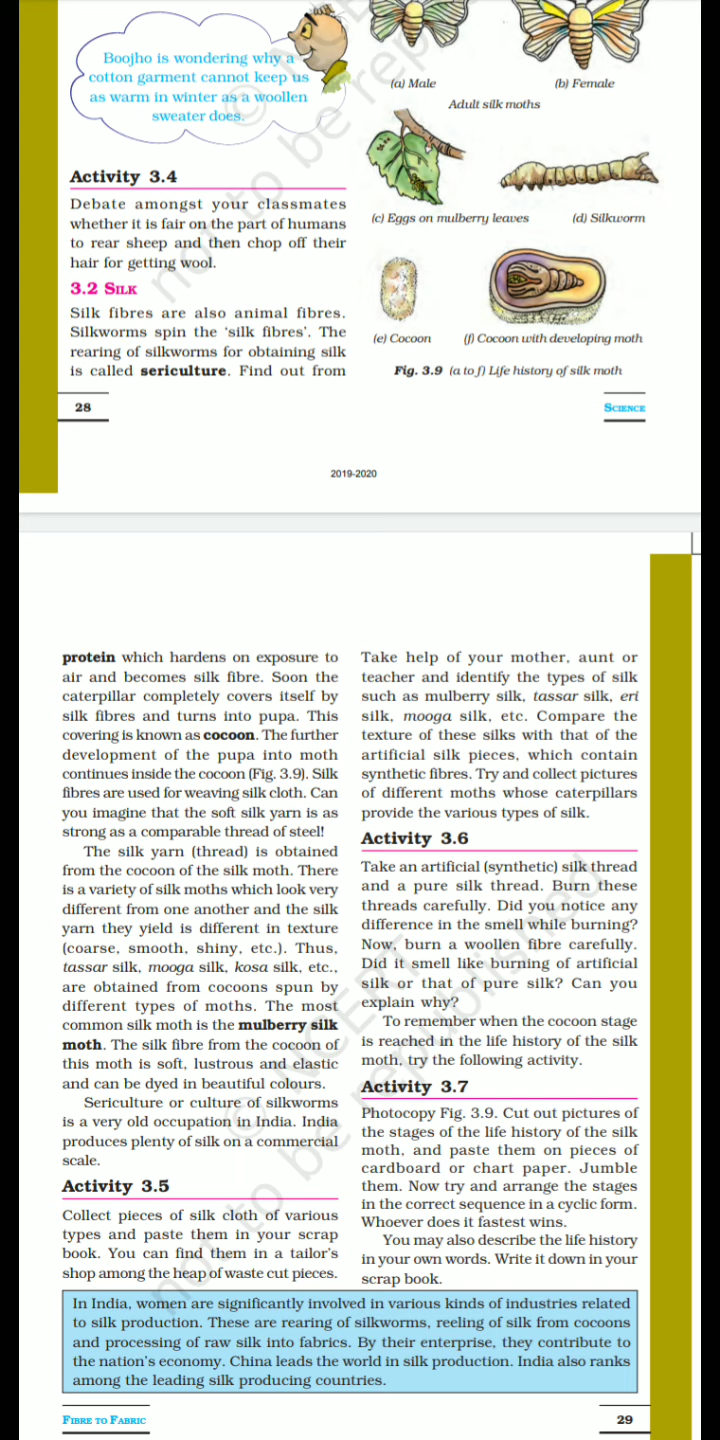 Boojho is wondering why a
cotton garment cannot keep us
as warm in winter as a woollen
sweater does.
Activity 3.4
Debate amongst your classmates
whether it is fair on the part of humans
to rear sheep and then chop off their
hair for getting wool.
3.2 SILK
Silk fibres are also animal fibres.
Silkworms spin the ‘silk fibres’. The
rearing of silkworms for obtaining silk
is called sericulture. Find out from
(a) Male
(b) Female
Adult silk moths
(c) Eggs on mulberry leaves
(d) Silkworm
(e) Cocoon
(f) Cocoon with developing moth
Fig. 3.9 (a to f) Life history of silk moth
28
SCIENCE
2019-2020
protein which hardens on exposure to
air and becomes silk fibre. Soon the
caterpillar completely covers itself by
silk fibres and turns into pupa. This
covering is known as cocoon. The further
development of the pupa into moth
continues inside the cocoon (Fig. 3.9). Silk
fibres are used for weaving silk cloth. Can
you imagine that the soft silk yarn is as
strong as a comparable thread of steel!
The silk yarn (thread) is obtained
from the cocoon of the silk moth. There
is a variety of silk moths which look very
different from one another and the silk
yarn they yield is different in texture
(coarse, smooth, shiny, etc.). Thus,
tassar silk, mooga silk, kosa silk, etc.,
are obtained from cocoons spun by
different types of moths. The most
common silk moth is the mulberry silk
moth. The silk fibre from the cocoon of
this moth is soft, lustrous and elastic
and can be dyed in beautiful colours.
Sericulture or culture of silkworms
is a very old occupation in India. India
produces plenty of silk on a commercial
scale.
Activity 3.5
Collect pieces of silk cloth of various
types and paste them in your scrap
book. You can find them in a tailor's
shop among the heap of waste cut pieces.
Take help of your mother, aunt or
teacher and identify the types of silk
such as mulberry silk, tassar silk, eri
silk, mooga silk, etc. Compare the
texture of these silks with that of the
artificial silk pieces, which contain
synthetic fibres. Try and collect pictures
of different moths whose caterpillars
provide the various types of silk.
Activity 3.6
Take an artificial (synthetic) silk thread
and a pure silk thread. Burn these
threads carefully. Did you notice any
difference in the smell while burning?
Now, burn a woollen fibre carefully.
Did it smell like burning of artificial
silk or that of pure silk? Can you
explain why?
To remember when the cocoon stage
is reached in the life history of the silk
moth, try the following activity.
Activity 3.7
Photocopy Fig. 3.9. Cut out pictures of
the stages of the life history of the silk
moth, and paste them on pieces of
cardboard or chart paper. Jumble
them. Now try and arrange the stages
in the correct sequence in a cyclic form.
Whoever does it fastest wins.
You may also describe the life history
in your own words. Write it down in your
scrap book.
In India, women are significantly involved in various kinds of industries related
to silk production. These are rearing of silkworms, reeling of silk from cocoons
and processing of raw silk into fabrics. By their enterprise, they contribute to
the nation's economy. China leads the world in silk production. India also ranks
among the leading silk producing countries.
FIBRE TO FABRIC
29
© NCERT
not to be republished